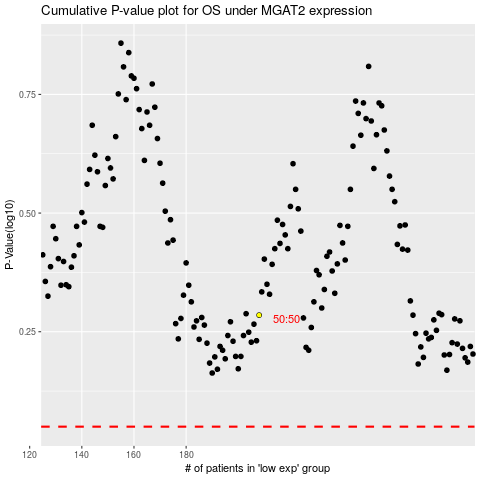 Cumulative P-value plot for OS under MGAT2 expression
P-Value(log10)
0.75
0.50
0.25
50:50
120 140 160 180
# of patients in 'low exp' group